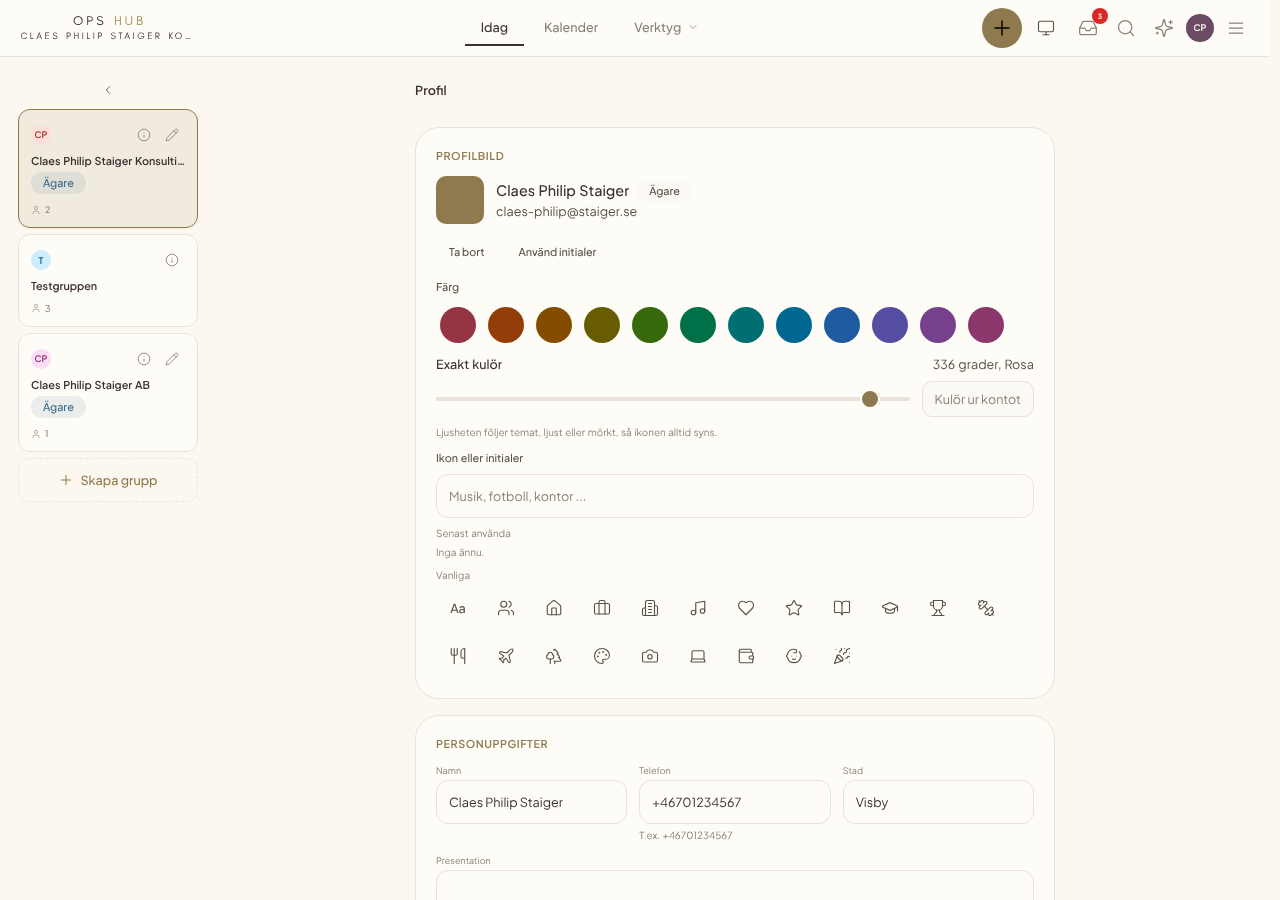 OPS HUB
CLAES PHILIP STAIGER KO...
Idag
Kalender
Verktyg
3
CP
Profil
CP
Claes Philip Staiger Konsulti...
Ägare
2
T
Testgruppen
3
CP
Claes Philip Staiger AB
Ägare
1
Skapa grupp
PROFILBILD
Claes Philip Staiger
Ägare
claes-philip@staiger.se
Ta bort
Använd initialer
Färg
Exakt kulör
336 grader, Rosa
Kulör ur kontot
Ljusheten följer temat, ljust eller mörkt, så ikonen alltid syns.
Ikon eller initialer
Musik, fotboll, kontor ...
Senast använda
Inga ännu.
Vanliga
Aa
PERSONUPPGIFTER
Namn
Telefon
Stad
Claes Philip Staiger
+46701234567
Visby
T.ex. +46701234567
Presentation